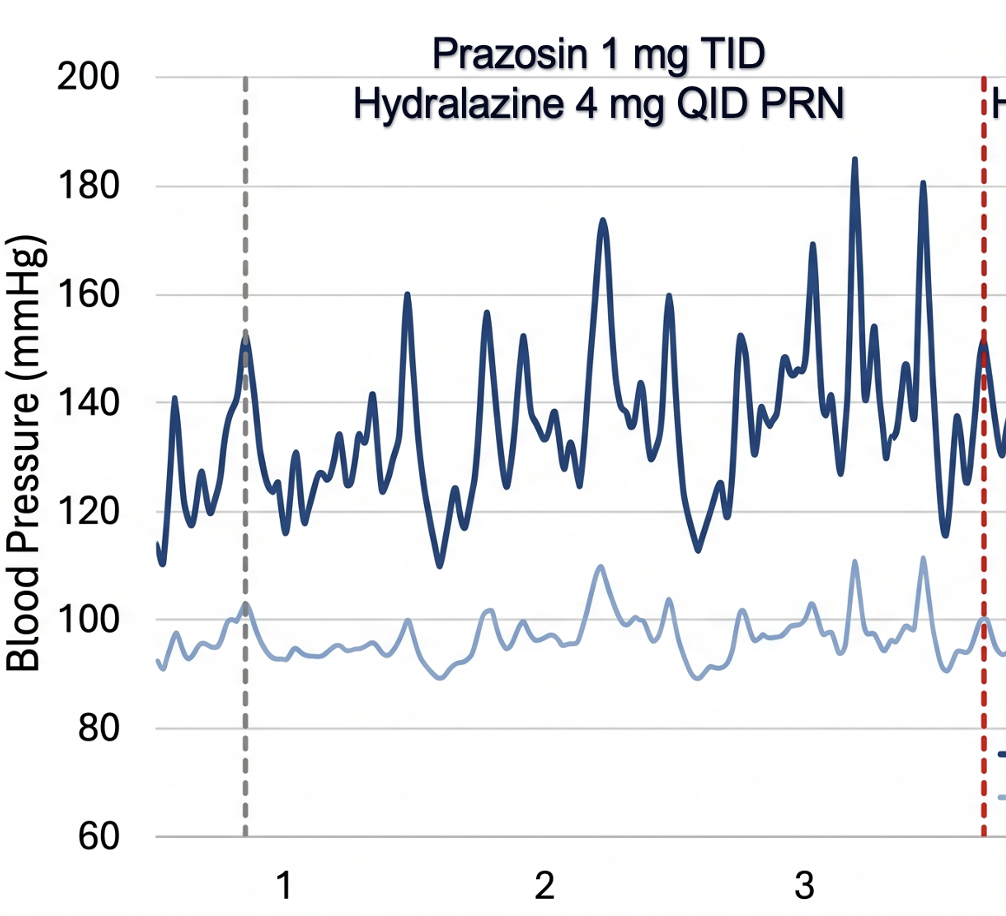 Prazosin 1 mg TID
Hydralazine 4 mg QID PRN
H
Blood Pressure (mmHg)
200
180
160
140
120
100
80
60
1 2 3